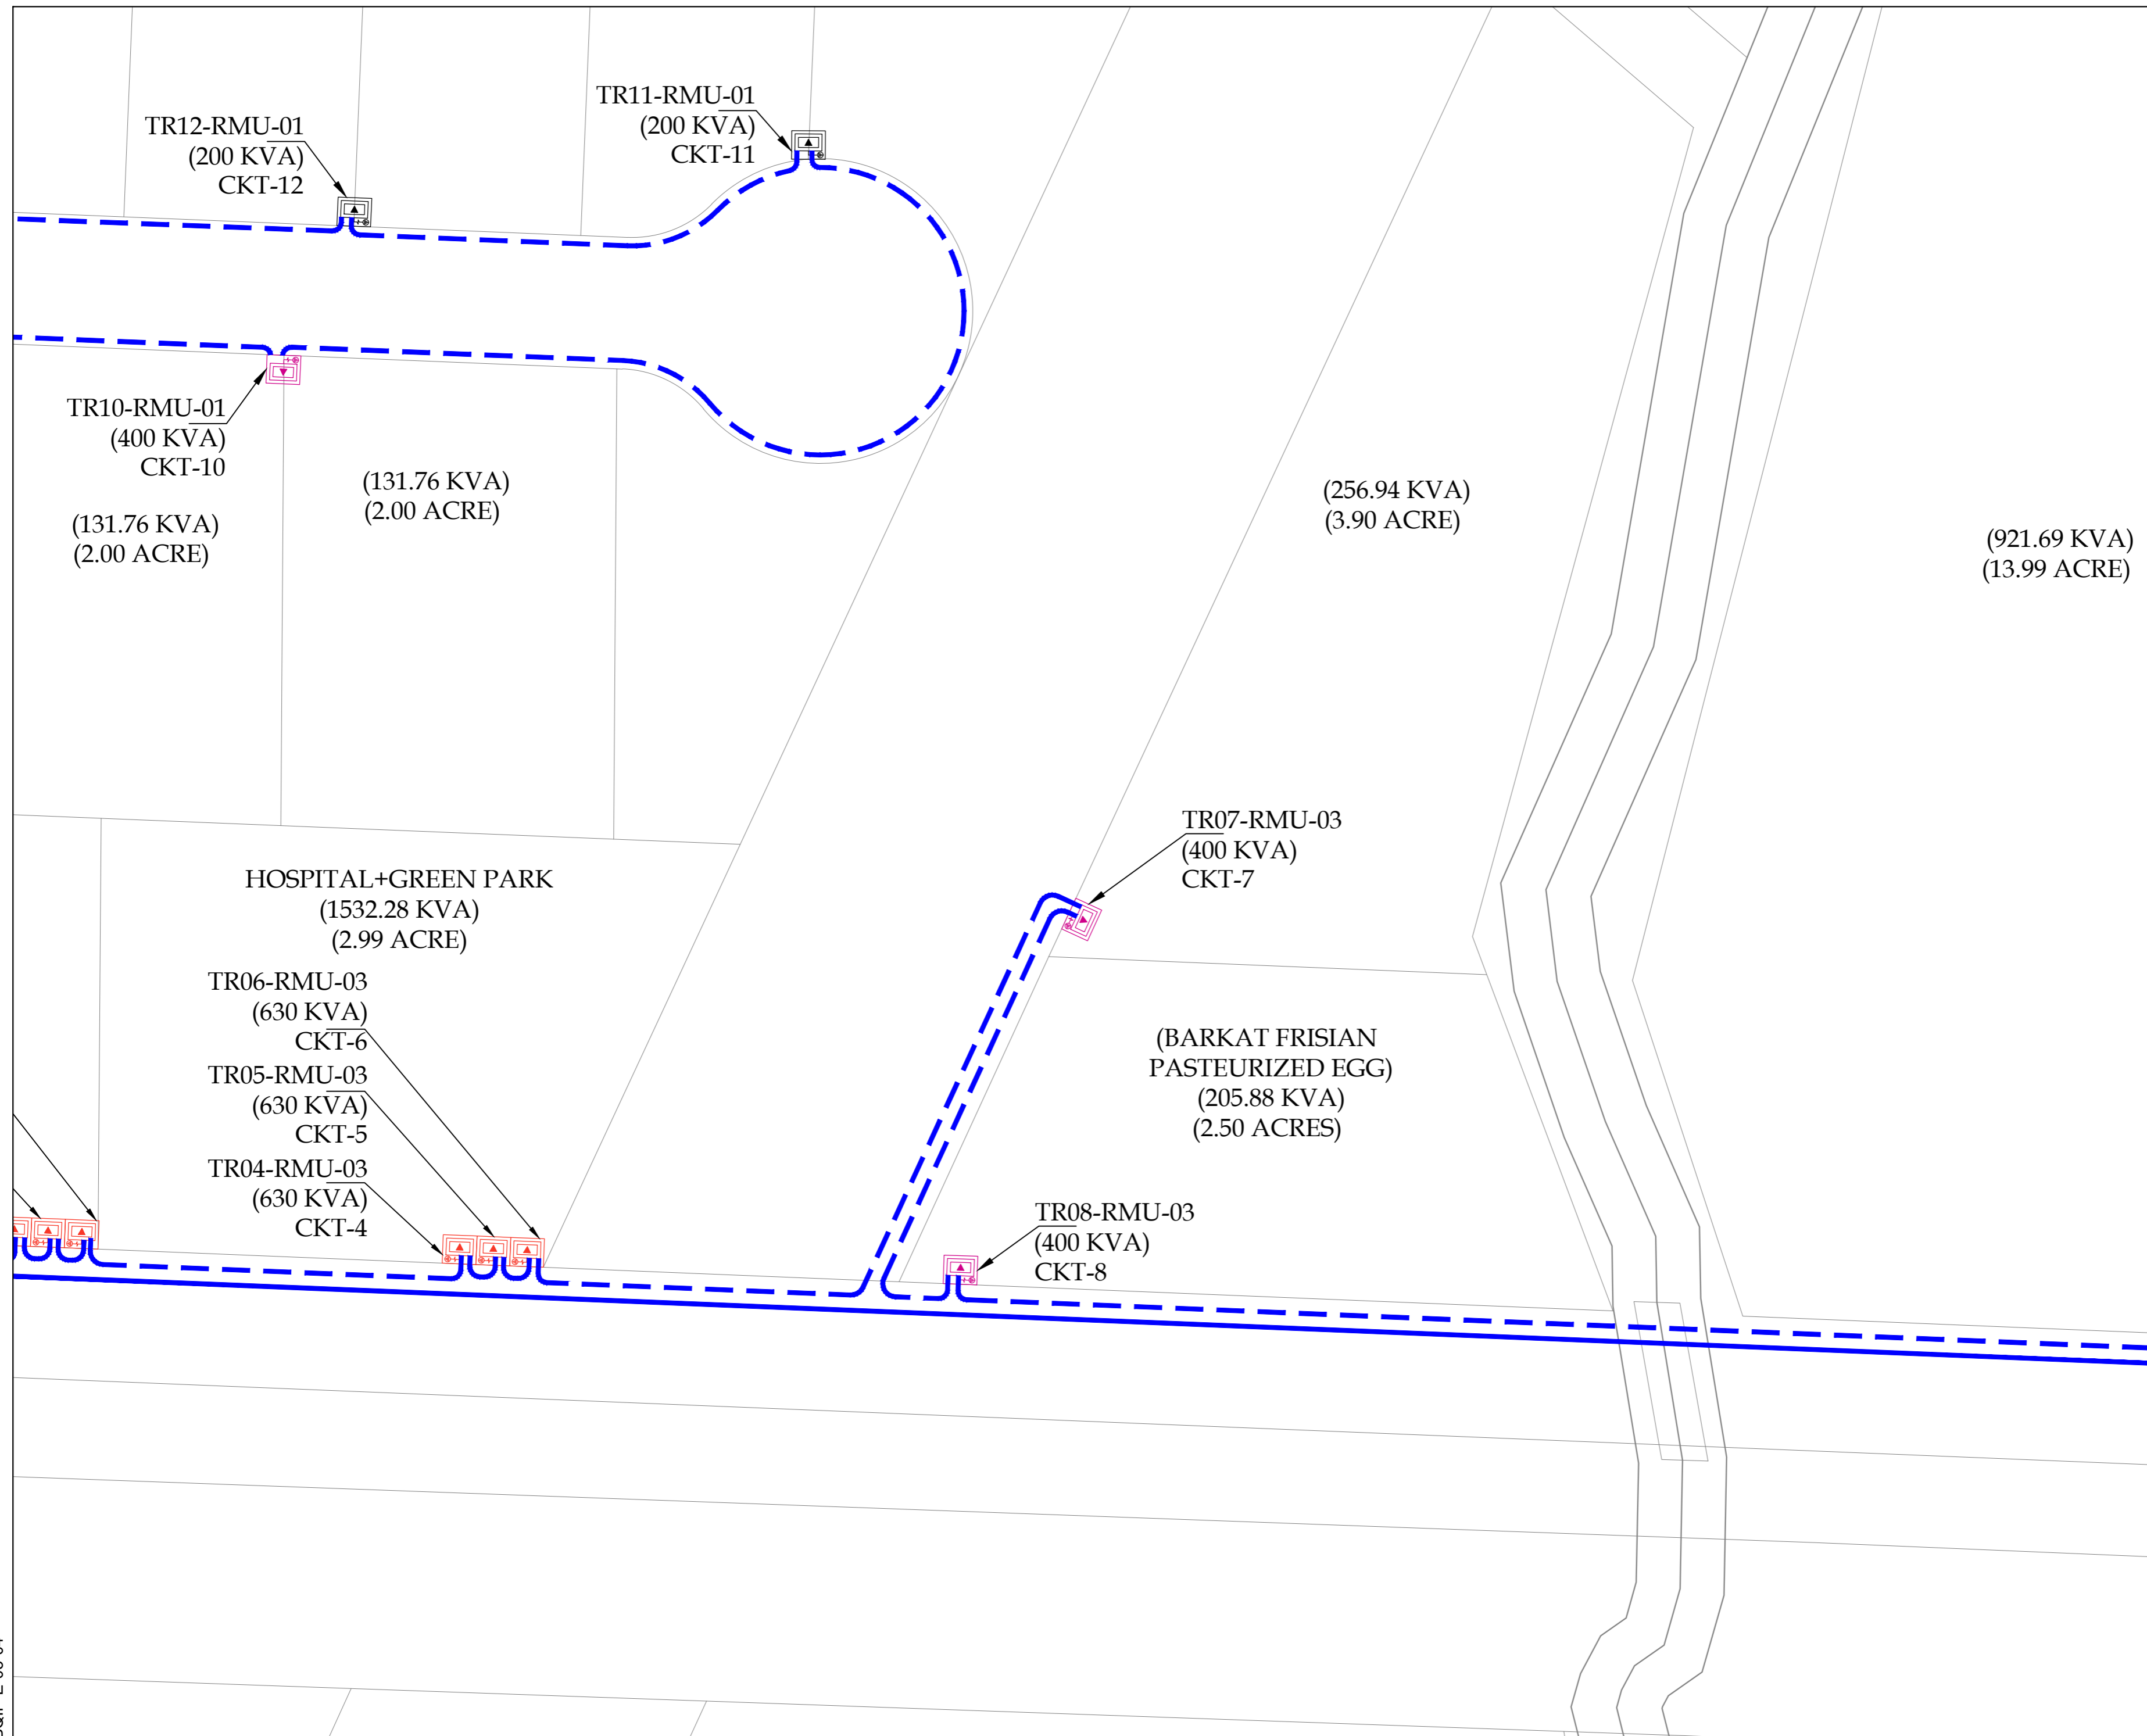 TR11-RMU-01
(200 KVA)
CKT-11
TR12-RMU-01
(200 KVA)
CKT-12
TR10-RMU-01
(400 KVA)
CKT-10
(131.76 KVA)
(2.00 ACRE)
(131.76 KVA)
(2.00 ACRE)
(256.94 KVA)
(3.90 ACRE)
(921.69 KVA)
(13.99 ACRE)
TR07-RMU-03
(400 KVA)
CKT-7
HOSPITAL+GREEN PARK
(1532.28 KVA)
(2.99 ACRE)
TR06-RMU-03
(630 KVA)
CKT-6
TR05-RMU-03
(630 KVA)
CKT-5
TR04-RMU-03
(630 KVA)
CKT-4
(BARKAT FRISIAN
PASTEURIZED EGG)
(205.88 KVA)
(2.50 ACRES)
TR08-RMU-03
(400 KVA)
CKT-8